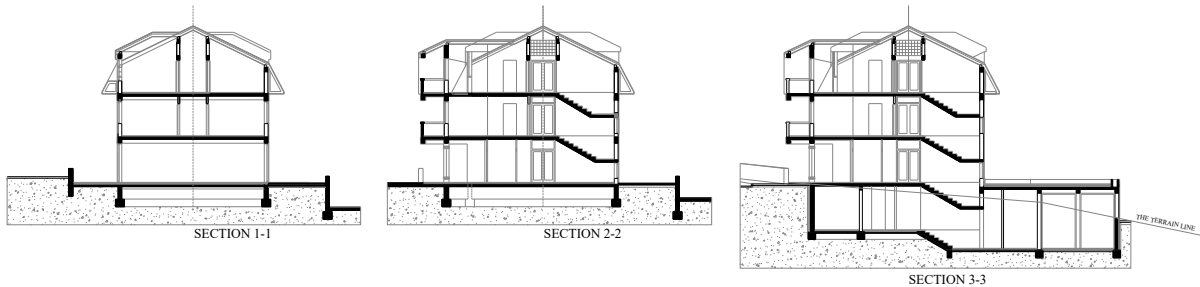 SECTION 1-1
SECTION 2-2
THE TERRAIN LINE
SECTION 3-3